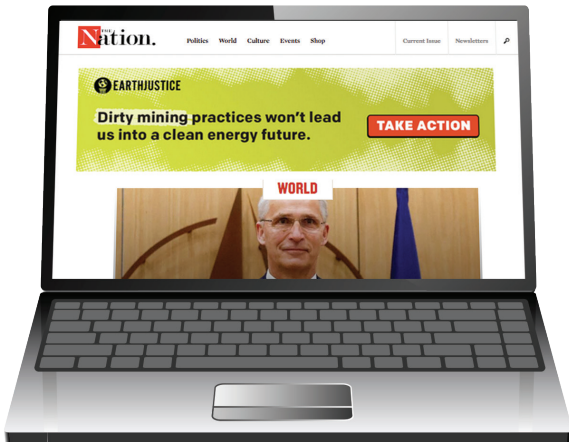 THE
Nation.
Politics World Culture Events Shop
Current Issue Newsletters
EARTHJUSTICE
Dirty mining practices won't lead
us into a clean energy future.
TAKE ACTION
WORLD